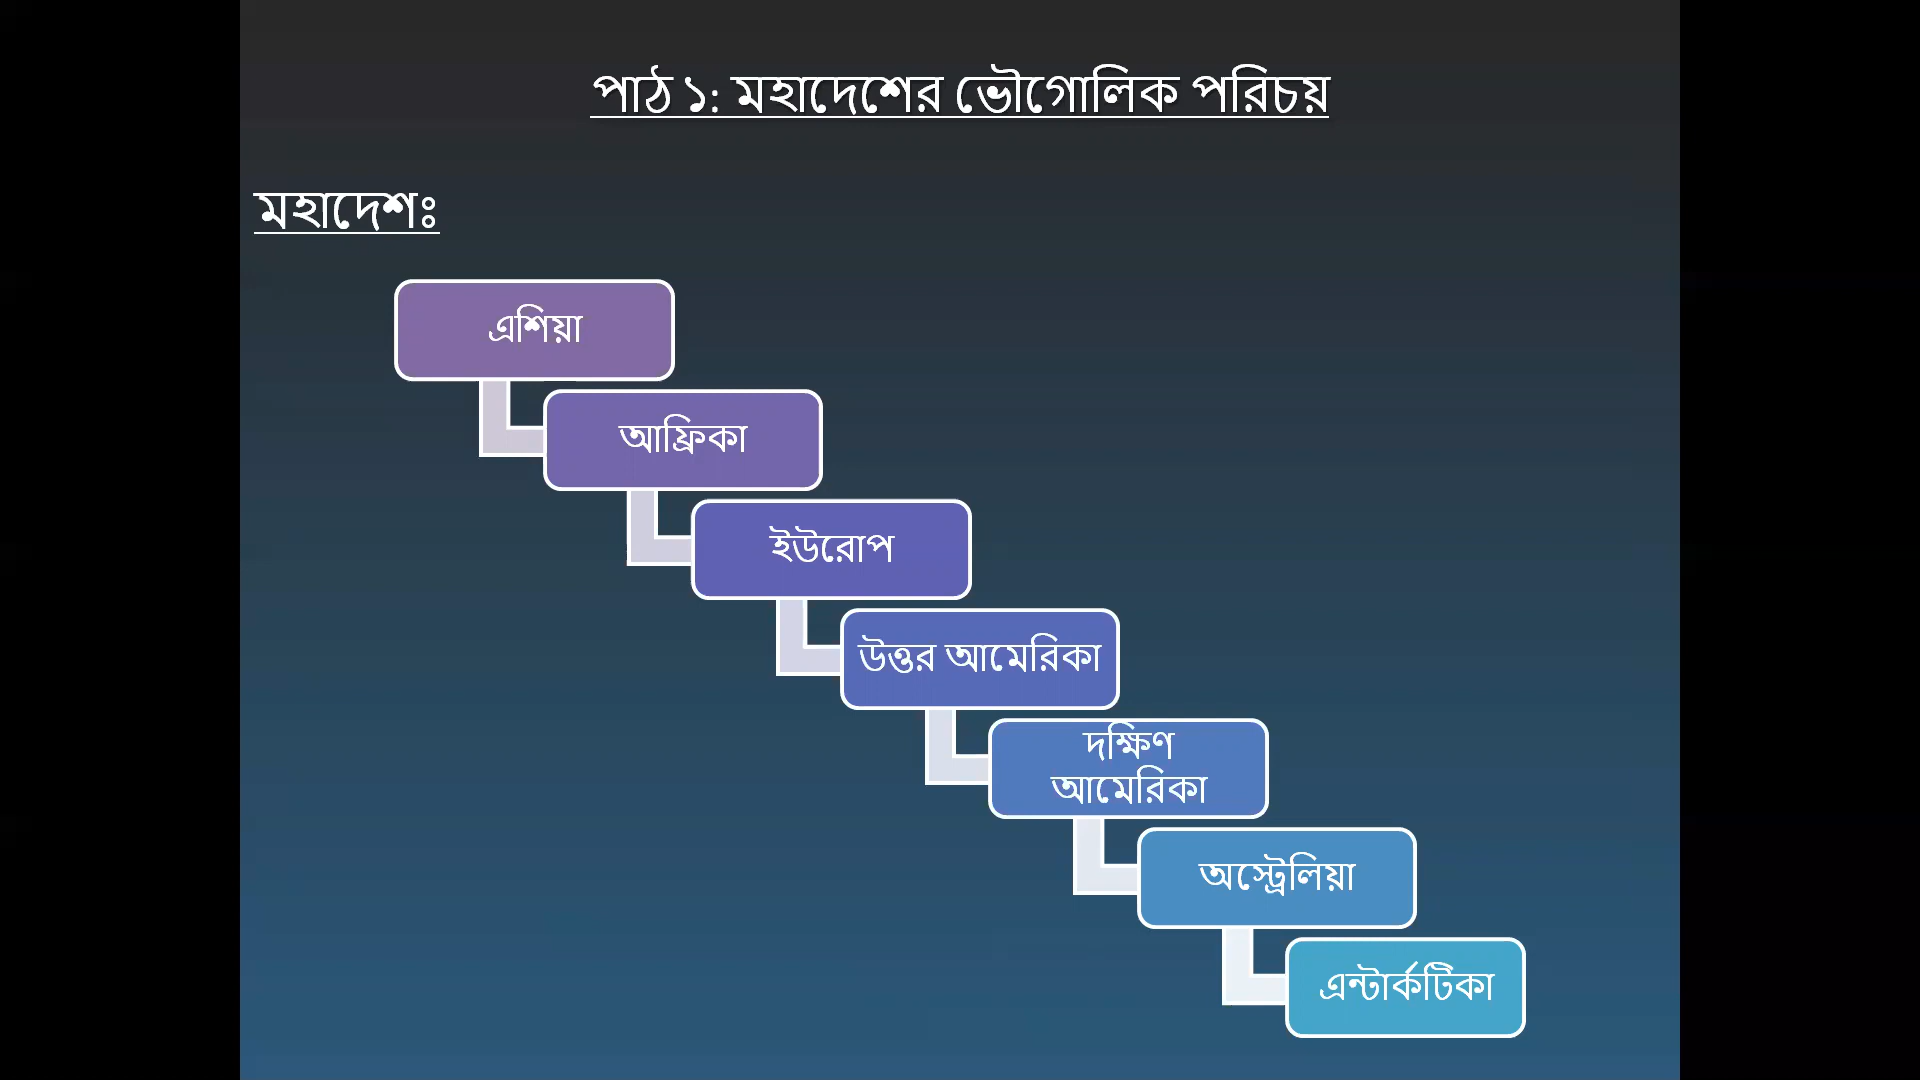 পাঠ ১: মহাদেশের ভৌগোলিক পরিচয়
মহাদেশঃ
এশিয়া
আফ্রিকা
ইউরোপ
উত্তর আমেরিকা
দক্ষিণ
আমেরিকা
অস্ট্রেলিয়া
এন্টার্কটিকা